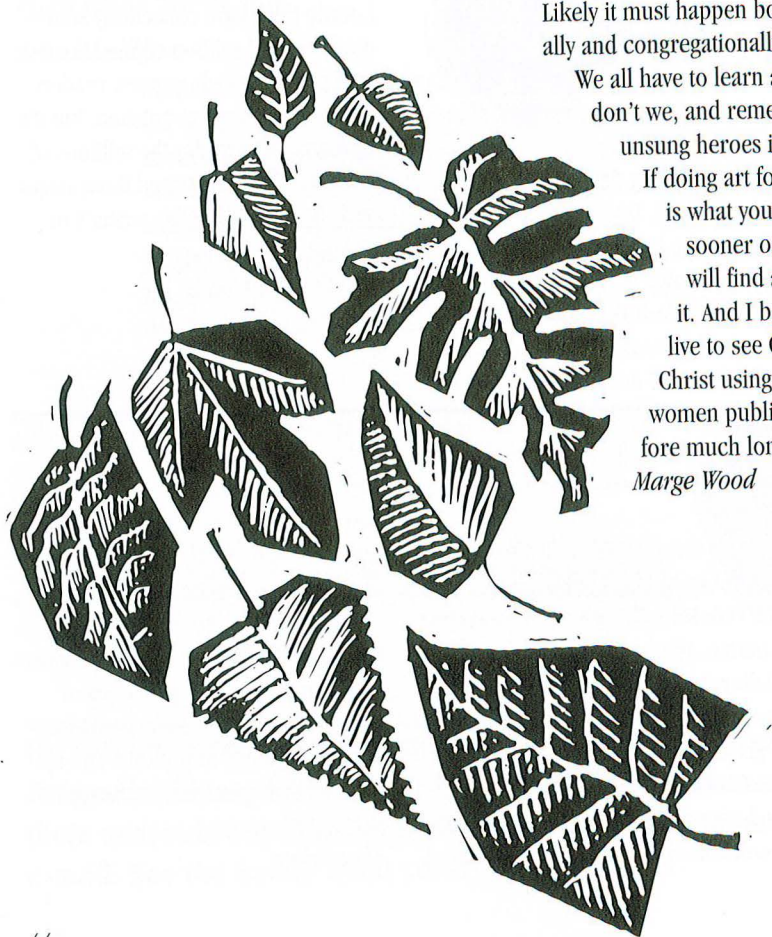 Likely it must happen bo
ally and congregationall
We all have to learn
don't we, and reme
unsung heroes i
If doing art fo
is what you
sooner o
will find
it. And I b
live to see
Christ using
women publi
fore much lon
Marge Wood